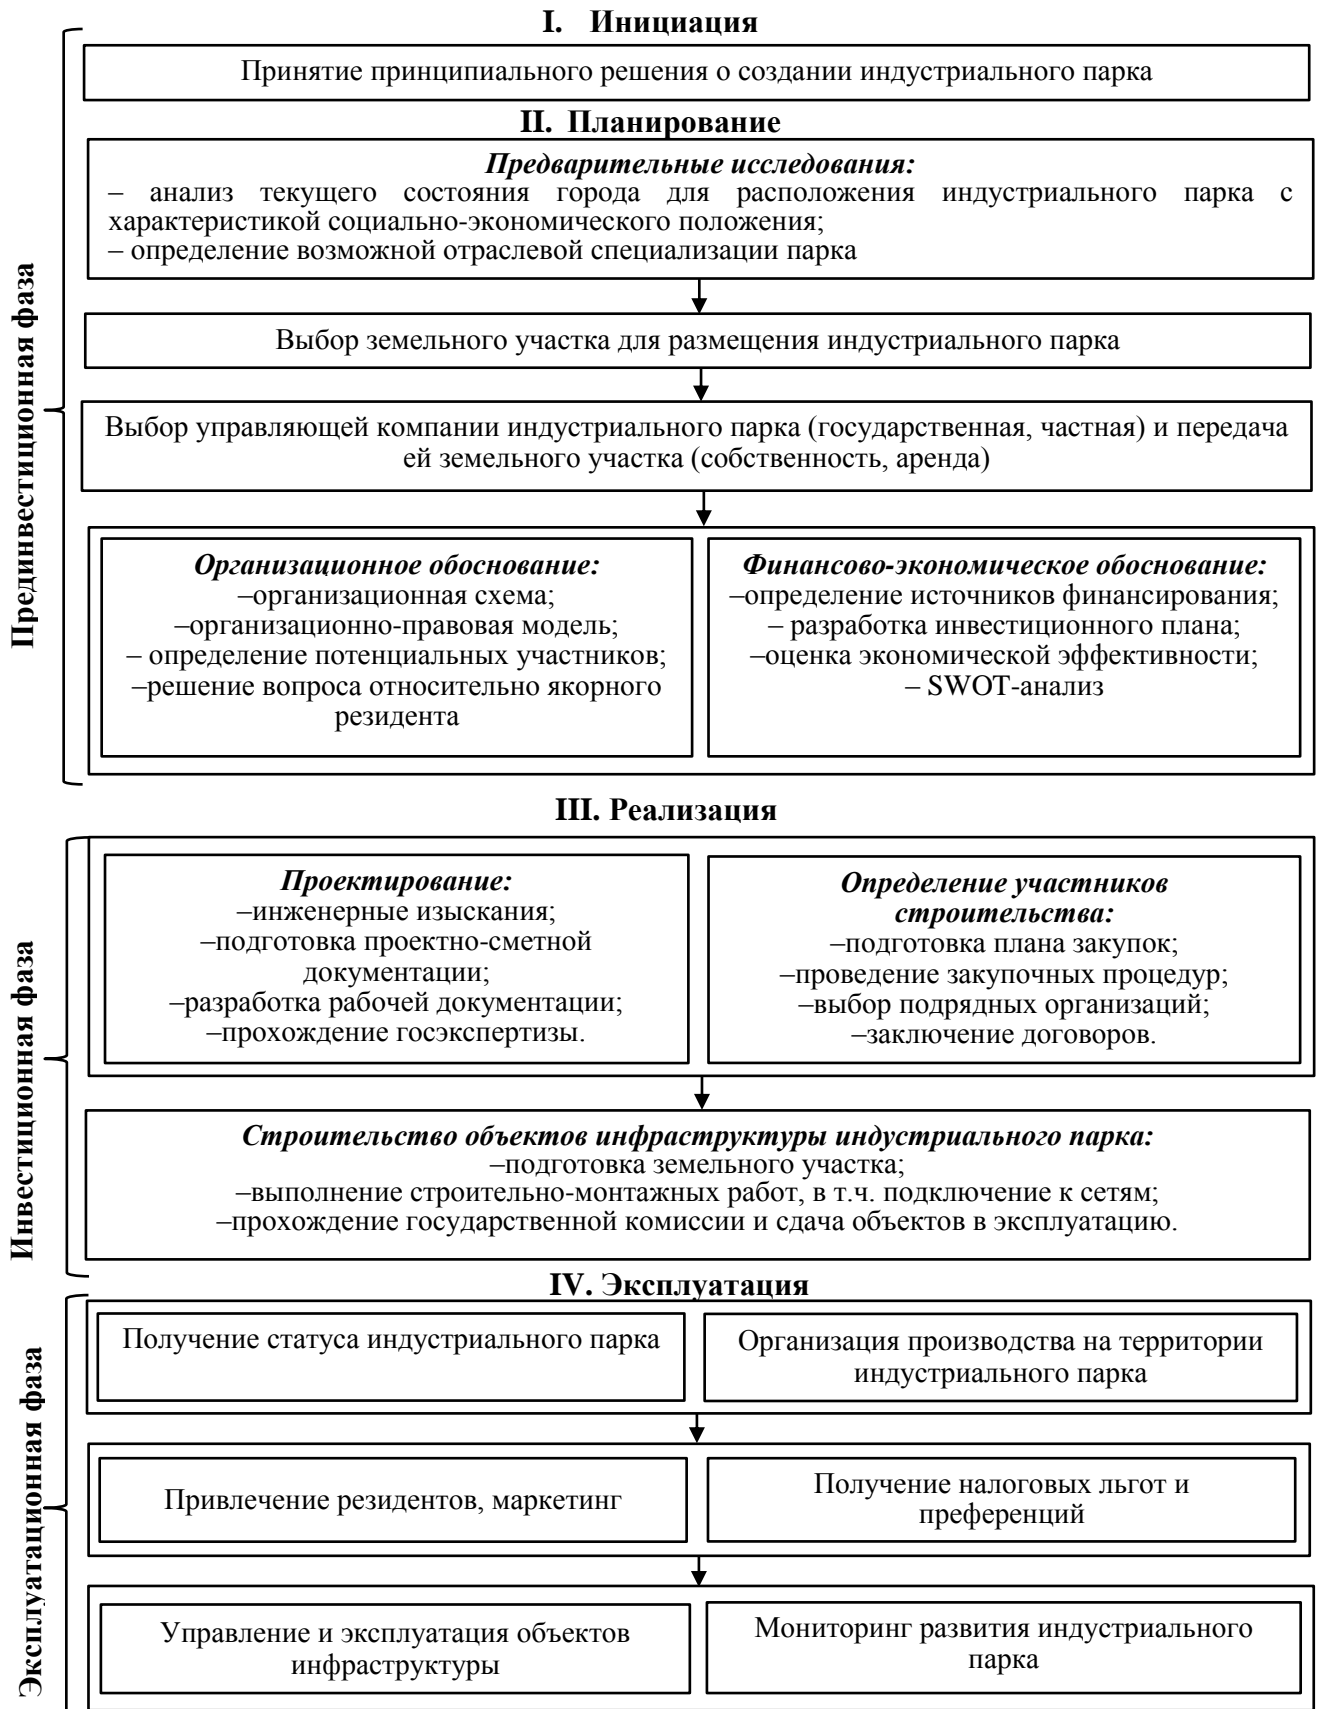 I. Инициация
Принятие принципиального решения о создании индустриального парка
II. Планирование
Предварительные исследования:
– анализ текущего состояния города для расположения индустриального парка с
характеристикой социально-экономического положения;
– определение возможной отраслевой специализации парка
Выбор земельного участка для размещения индустриального парка
Выбор управляющей компании индустриального парка (государственная, частная) и передача
ей земельного участка (собственность, аренда)
Организационное обоснование:
–организационная схема;
–организационно-правовая модель;
– определение потенциальных участников;
–решение вопроса относительно якорного
резидента
Финансово-экономическое обоснование:
–определение источников финансирования;
– разработка инвестиционного плана;
–оценка экономической эффективности;
– SWOT-анализ
Прединвестиционная фаза
III. Реализация
Проектирование:
–инженерные изыскания;
–подготовка проектно-сметной
документации;
–разработка рабочей документации;
–прохождение госэкспертизы.
Определение участников
строительства:
–подготовка плана закупок;
–проведение закупочных процедур;
–выбор подрядных организаций;
–заключение договоров.
Строительство объектов инфраструктуры индустриального парка:
–подготовка земельного участка;
–выполнение строительно-монтажных работ, в т.ч. подключение к сетям;
–прохождение государственной комиссии и сдача объектов в эксплуатацию.
Инвестиционная фаза
IV. Эксплуатация
Получение статуса индустриального парка
Организация производства на территории
индустриального парка
Привлечение резидентов, маркетинг
Получение налоговых льгот и
преференций
Управление и эксплуатация объектов
инфраструктуры
Мониторинг развития индустриального
парка
Эксплуатационная фаза